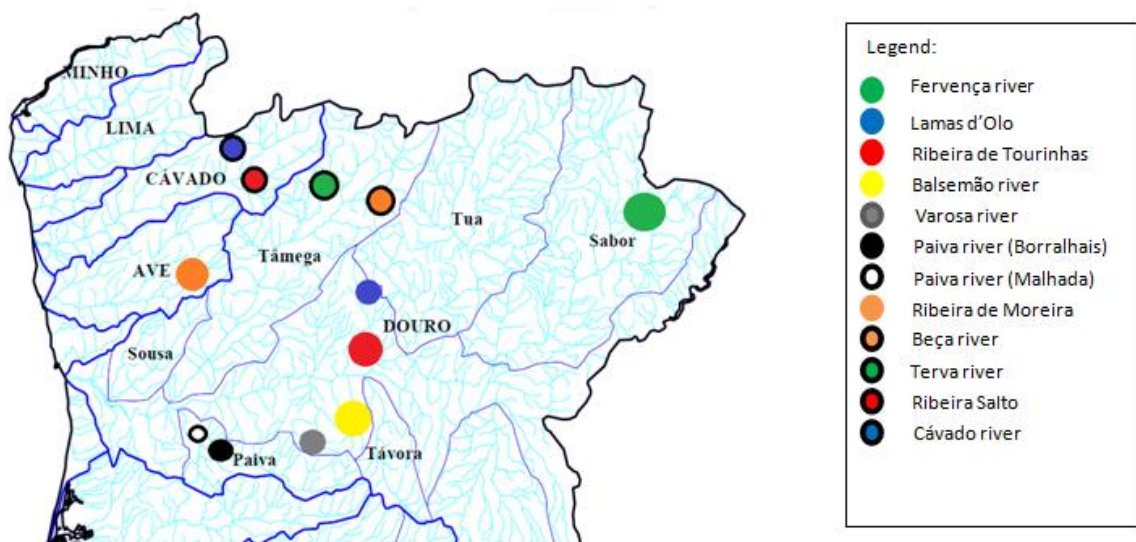 MINHO
LIMA
CÁVADO
AVE
Tâmega
Tua
Sabor
Sousa
DOURO
Paiva
Távora
Legend:
Fervença river
Lamas d'Olo
Ribeira de Tourinhas
Balsemão river
Varosa river
Paiva river (Borralhais)
Paiva river (Malhada)
Ribeira de Moreira
Beça river
Terva river
Ribeira Salto
Cávado river